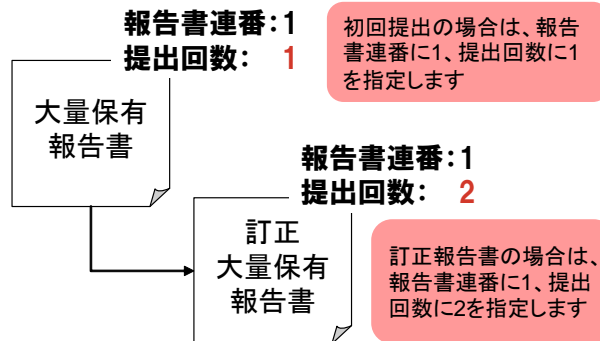 報告書連番:1
提出回数: 1
初回提出の場合は、報告
書連番に1、提出回数に1
を指定します
大量保有
報告書
報告書連番:1
提出回数: 2
訂正
大量保有
報告書
訂正報告書の場合は、
報告書連番に1、提出
回数に2を指定します